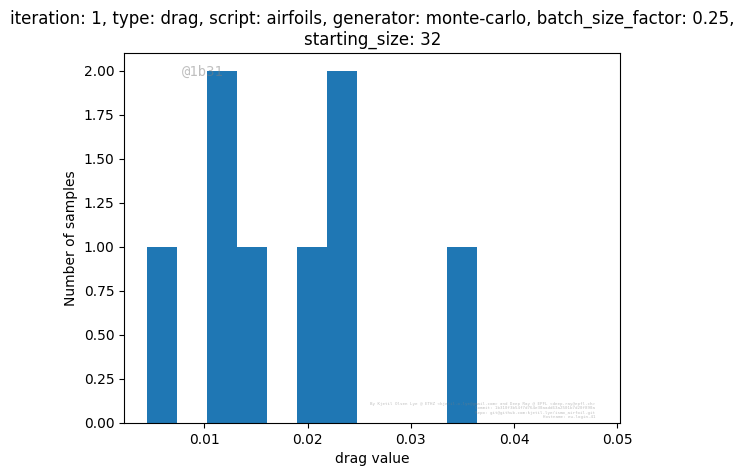 iteration: 1, type: drag, script: airfoils, generator: monte-carlo, batch_size_factor: 0.25,
starting_size: 32
@1b31
2.00
1.75
1.50
1.25
1.00
0.75
0.50
0.25
0.00
Number of samples
0.01
0.02
0.03
0.04
0.05
drag value